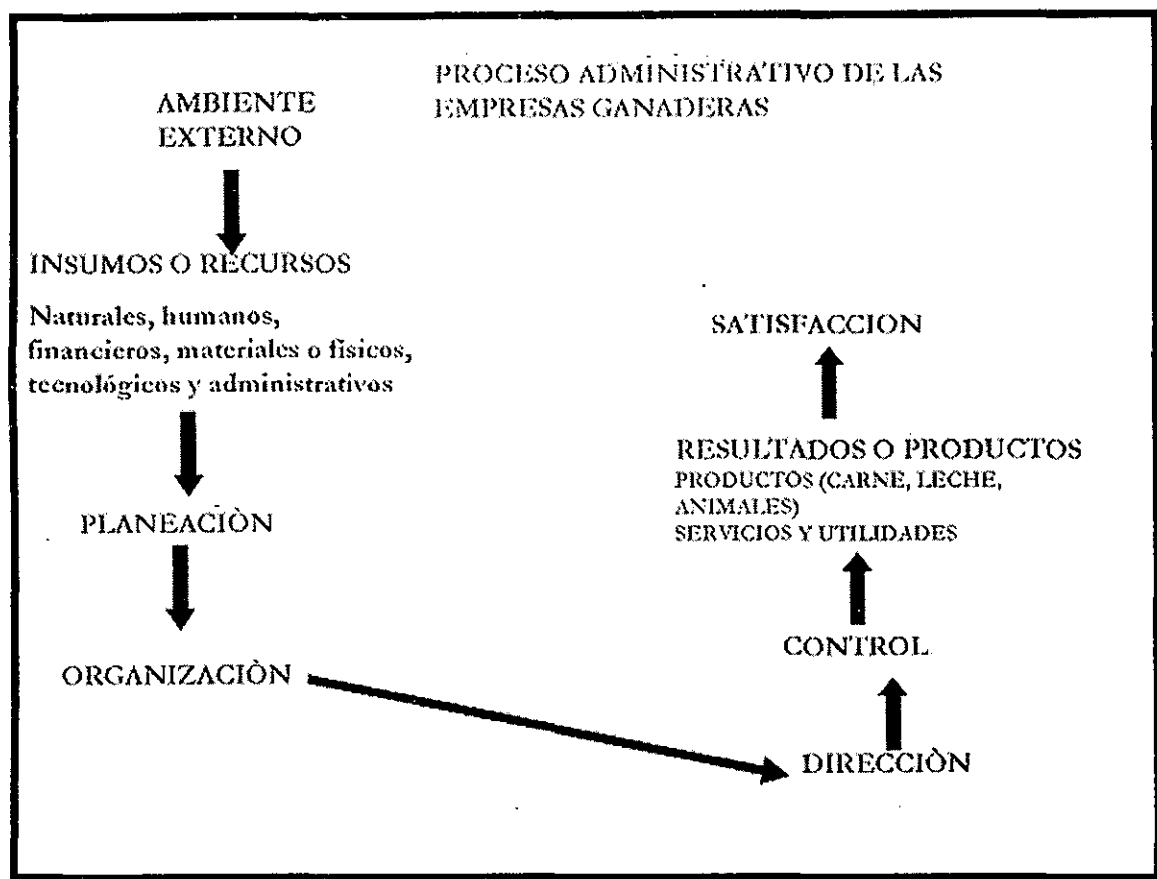 PROCESO ADMINISTRATIVO DE LAS
EMPRESAS GANADERAS
AMBIENTE
EXTERNO
INSUMOS O RECURSOS
Naturales, humanos,
financieros, materiales o físicos,
tecnológicos y administrativos
PLANEACIÒN
ORGANIZACIÒN
DIRECCIÒN
CONTROL
RESULTADOS O PRODUCTOS
PRODUCTOS (CARNE, LECHE,
ANIMALES)
SERVICIOS Y UTILIDADES
SATISFACCION